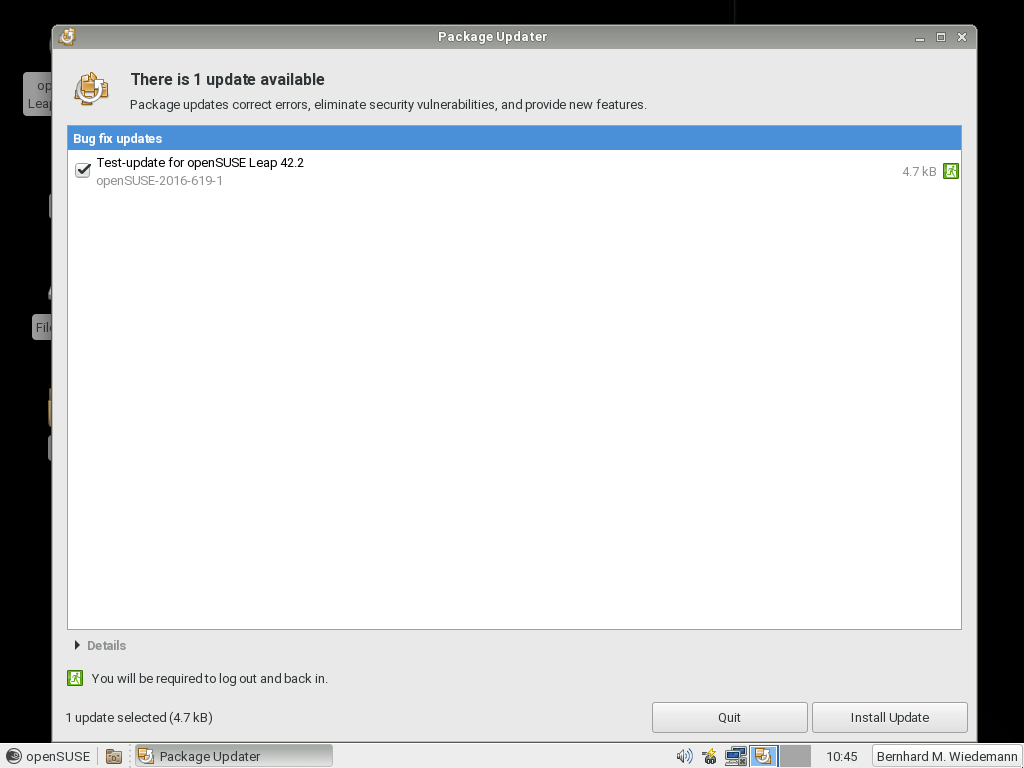 Package Updater
There is 1 update available
Package updates correct errors, eliminate security vulnerabilities, and provide new features.
Bug fix updates
Test-update for openSUSE Leap 42.2
openSUSE-2016-619-1
4.7 kB
Details
You will be required to log out and back in.
1 update selected (4.7 kB)
Quit
Install Update
openSUSE
Package Updater
10:45
Bernhard M. Wiedemann